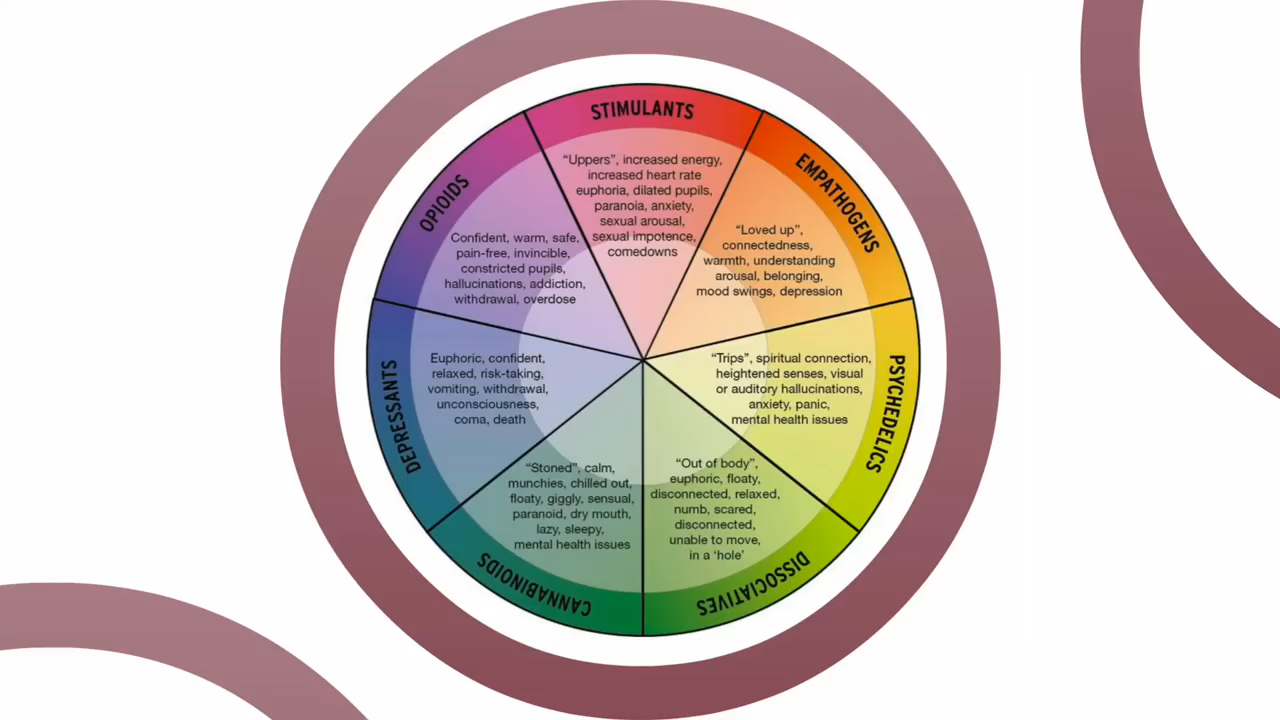 STIMULANTS
“Uppers”, increased energy,
increased heart rate
euphoria, dilated pupils,
paranoia, anxiety,
sexual arousal,
sexual impotence,
comedowns
EMPATHOGENS
“Loved up”,
connectedness,
warmth, understanding
arousal, belonging,
mood swings, depression
PSYCHEDELICS
“Trips”, spiritual connection,
heightened senses, visual
or auditory hallucinations,
anxiety, panic,
mental health issues
DISSOCIATIVES
“Out of body”,
euphoric, floaty,
disconnected, relaxed,
numb, scared,
disconnected,
unable to move,
in a ‘hole’
CANNABINOIDS
“Stoned”, calm,
munchies, chilled out,
floaty, giggly, sensual,
paranoid, dry mouth,
lazy, sleepy,
mental health issues
DEPRESSANTS
Euphoric, confident,
relaxed, risk-taking,
vomiting, withdrawal,
unconsciousness,
coma, death
OPIOIDS
Confident, warm, safe,
pain-free, invincible,
constricted pupils,
hallucinations, addiction,
withdrawal, overdose